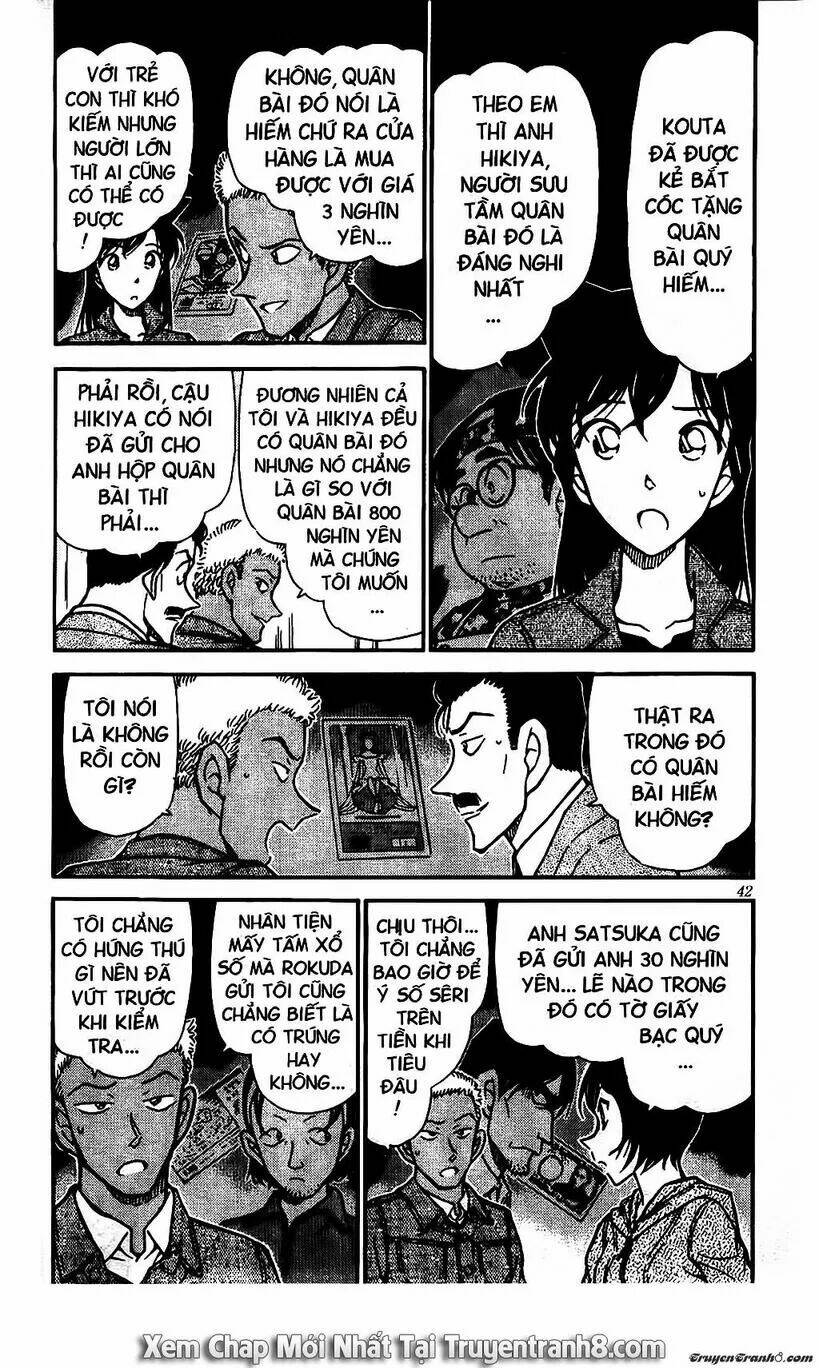 KOUTA
ĐÃ ĐƯỢC
KẺ BẮT
CÓC TẶNG
QUÂN
BÀI QUÝ
HIẾM...
THEO EM
THÌ ANH
HIKIYA,
NGƯỜI SƯU
TẦM QUÂN
BÀI ĐÓ LÀ
ĐÁNG NGHI
NHẤT
...
KHÔNG, QUÂN
BÀI ĐÓ NÓI LÀ
HIẾM CHỨ RA CỬA
HÀNG LÀ MUA
ĐƯỢC VỚI GIÁ
3 NGHÌN
YÊN...
VỚI TRẺ
CON THÌ KHÓ
KIẾM NHƯNG
NGƯỜI LỚN
THÌ AI CŨNG
CÓ THỂ CÓ
ĐƯỢC
!
ĐƯƠNG NHIÊN CẢ
TÔI VÀ HIKIYA ĐỀU
CÓ QUÂN BÀI ĐÓ
NHƯNG NÓ CHẲNG
LÀ GÌ SO VỚI
QUÂN BÀI 800
NGHÌN YÊN
MÀ CHÚNG
TÔI MUỐN
...
PHẢI RỒI, CẬU
HIKIYA CÓ NÓI
ĐÃ GỬI CHO
ANH HỘP QUÂN
BÀI THÌ
PHẢI...
THẬT RA
TRONG ĐÓ
CÓ QUÂN
BÀI HIẾM
KHÔNG?
TÔI NÓI
LÀ KHÔNG
RỒI CÒN
GÌ?
42
ANH SATSUKA CŨNG
ĐÃ GỬI ANH 30 NGHÌN
YÊN... LẼ NÀO TRONG
ĐÓ CÓ TỜ GIẤY
BẠC QUÝ
...
CHỊU THÔI...
TÔI CHẲNG
BAO GIỜ ĐỂ
Ý SỐ SÊRI
TRÊN
TIỀN KHI
TIÊU
ĐÂU
!
NHÂN TIỆN
MẤY TẤM XỔ
SỐ MÀ ROKUDA
GỬI TÔI CŨNG
CHẲNG BIẾT LÀ
CÓ TRÚNG
HAY
KHÔNG...
TÔI CHẲNG
CÓ HỨNG THÚ
GÌ NÊN ĐÃ
VỨT TRƯỚC
KHI KIỂM
TRA...
Xem Chap Mới Nhất Tại Truyentranh8.com
TruyenTranh8.com